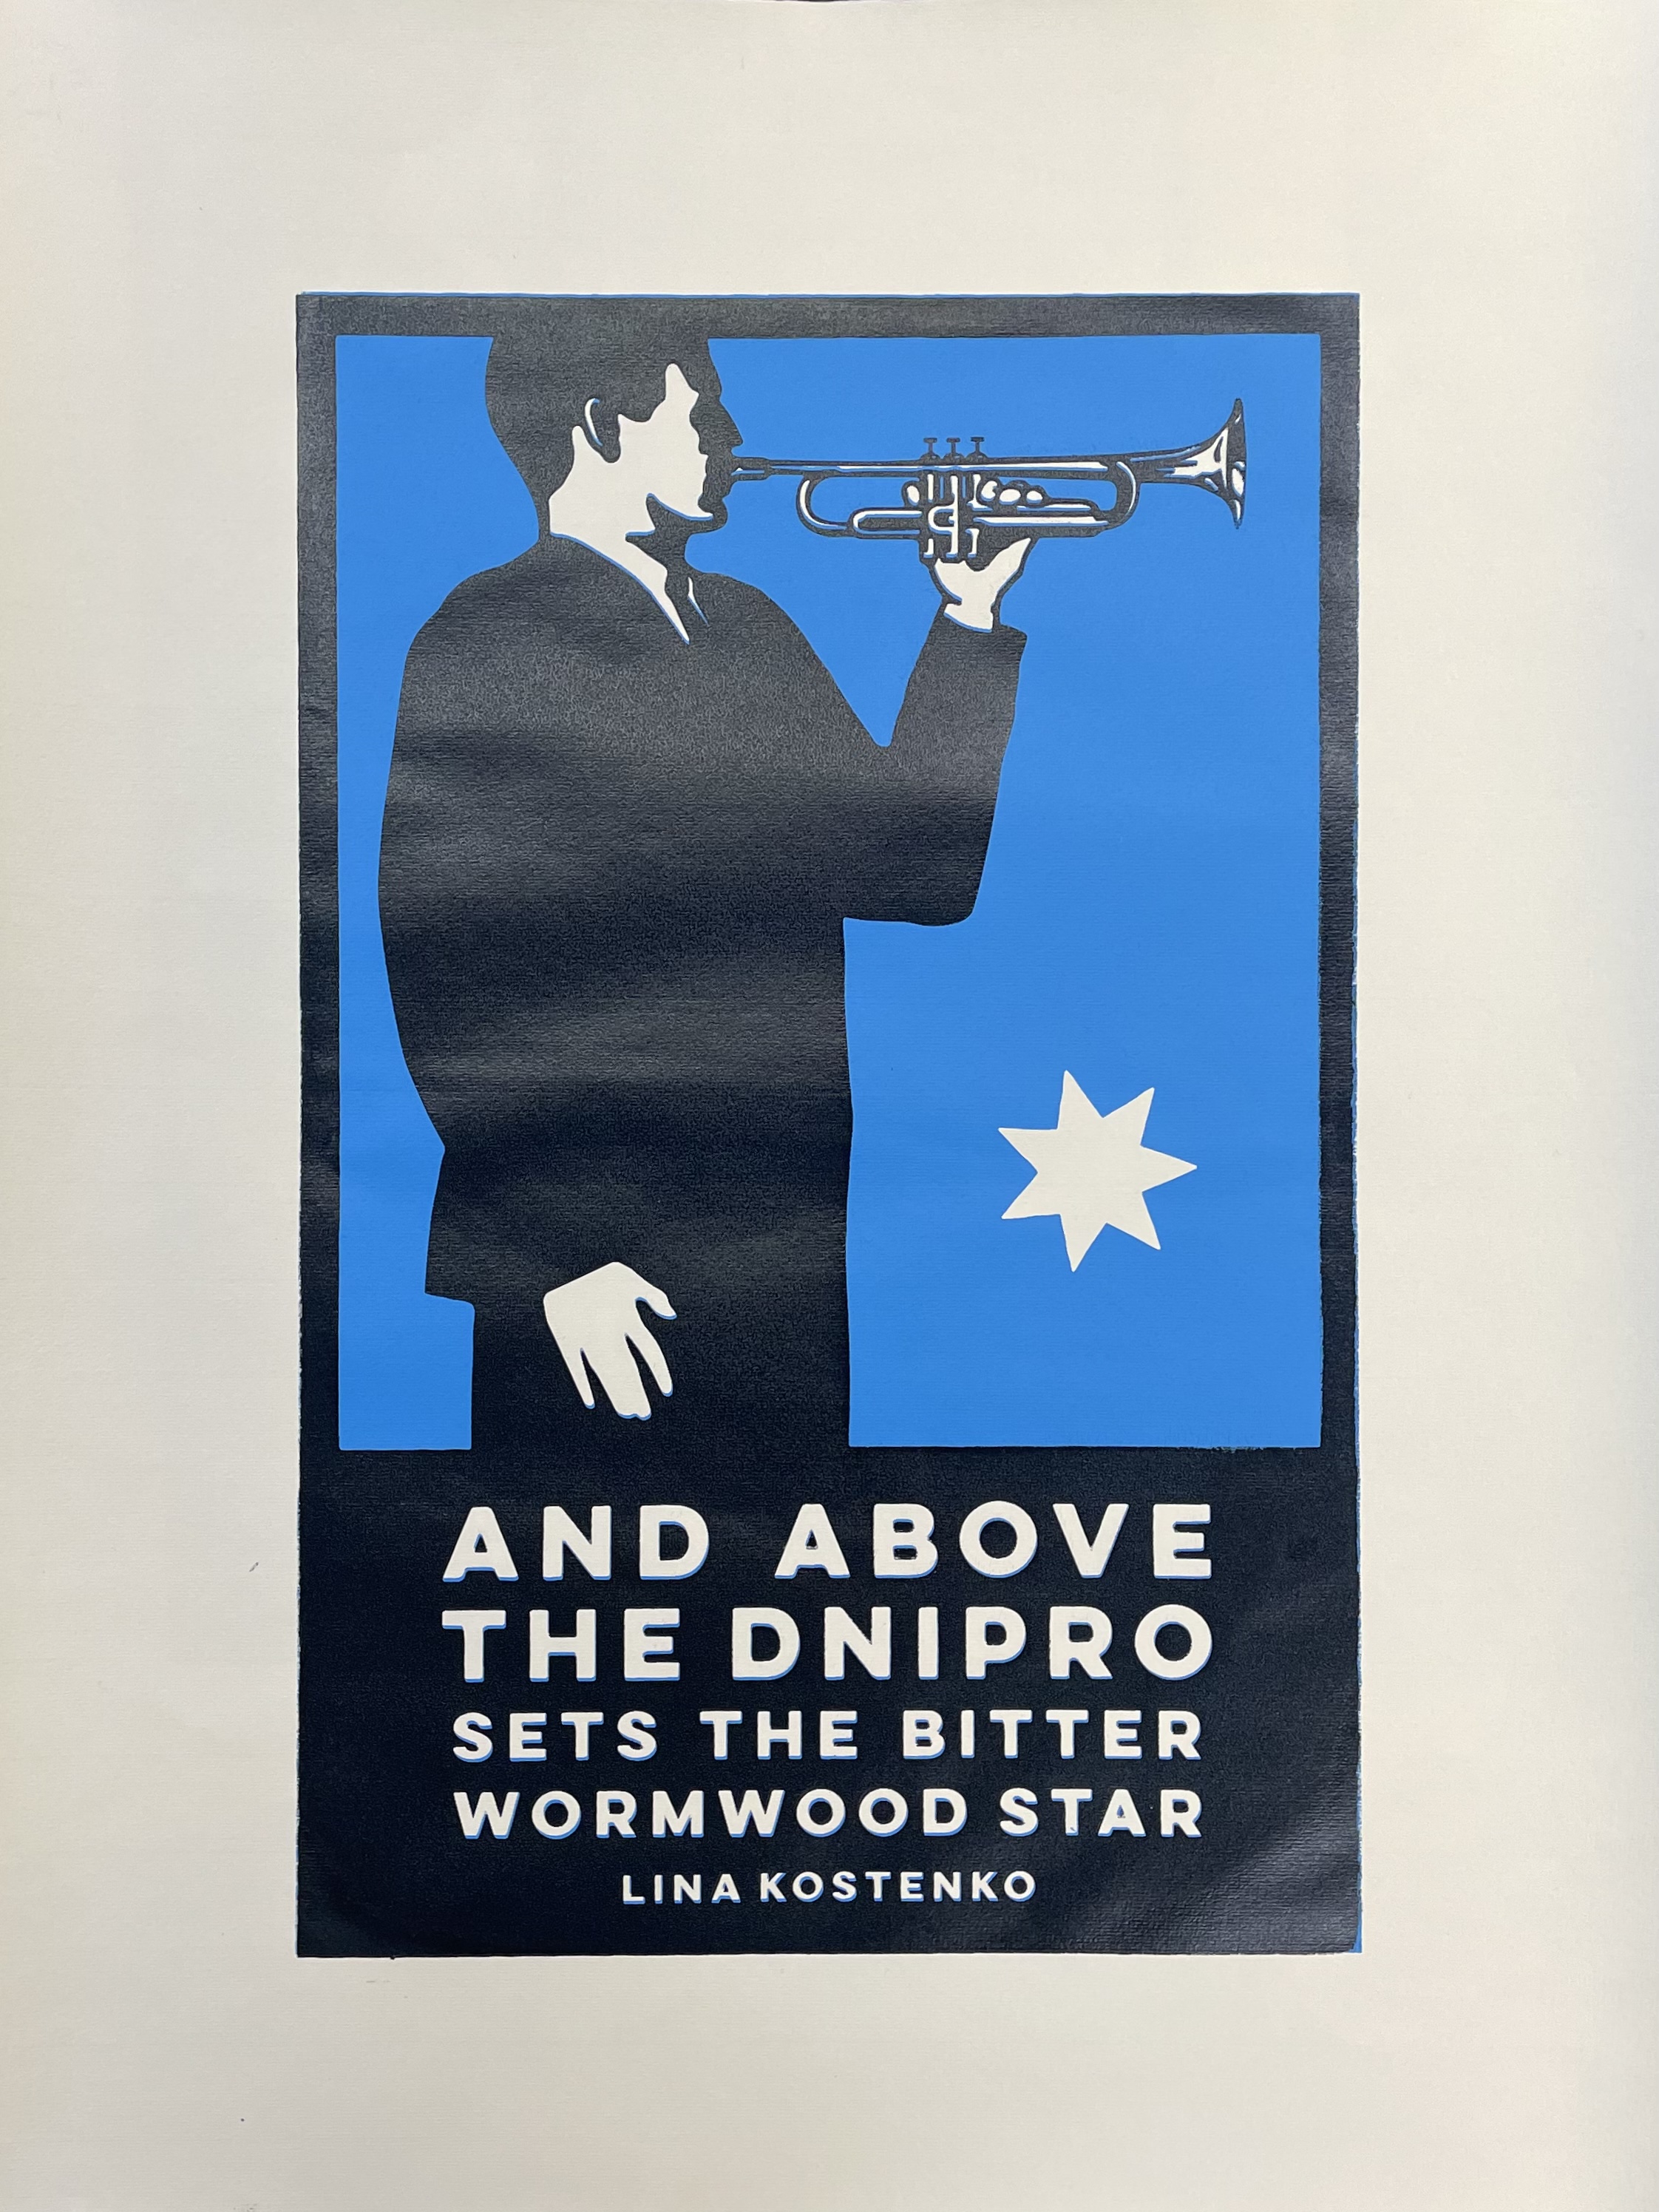 AND ABOVE
THE DNIPRO
SETS THE BITTER
WORMWOOD STAR
LINA KOSTENKO